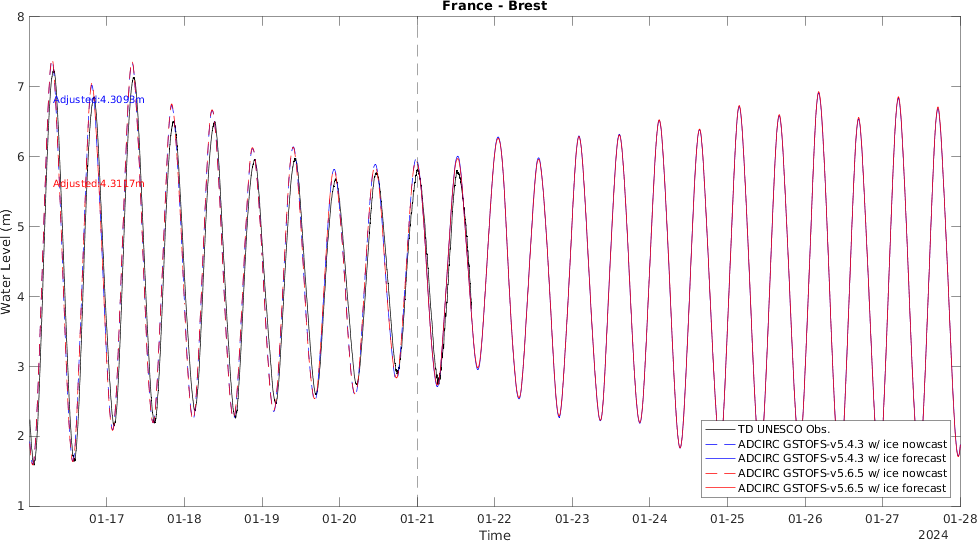 France - Brest
8
7
6
5
4
3
2
1
Water Level (m)
Adjusted:4.3093m
Adjusted:4.3117m
TD UNESCO Obs.
ADCIRC GSTOFS-v5.4.3 w/ ice nowcast
ADCIRC GSTOFS-v5.4.3 w/ ice forecast
ADCIRC GSTOFS-v5.6.5 w/ ice nowcast
ADCIRC GSTOFS-v5.6.5 w/ ice forecast
01-17 01-18 01-19 01-20 01-21 01-22 01-23 01-24 01-25 01-26 01-27 01-28
Time
2024